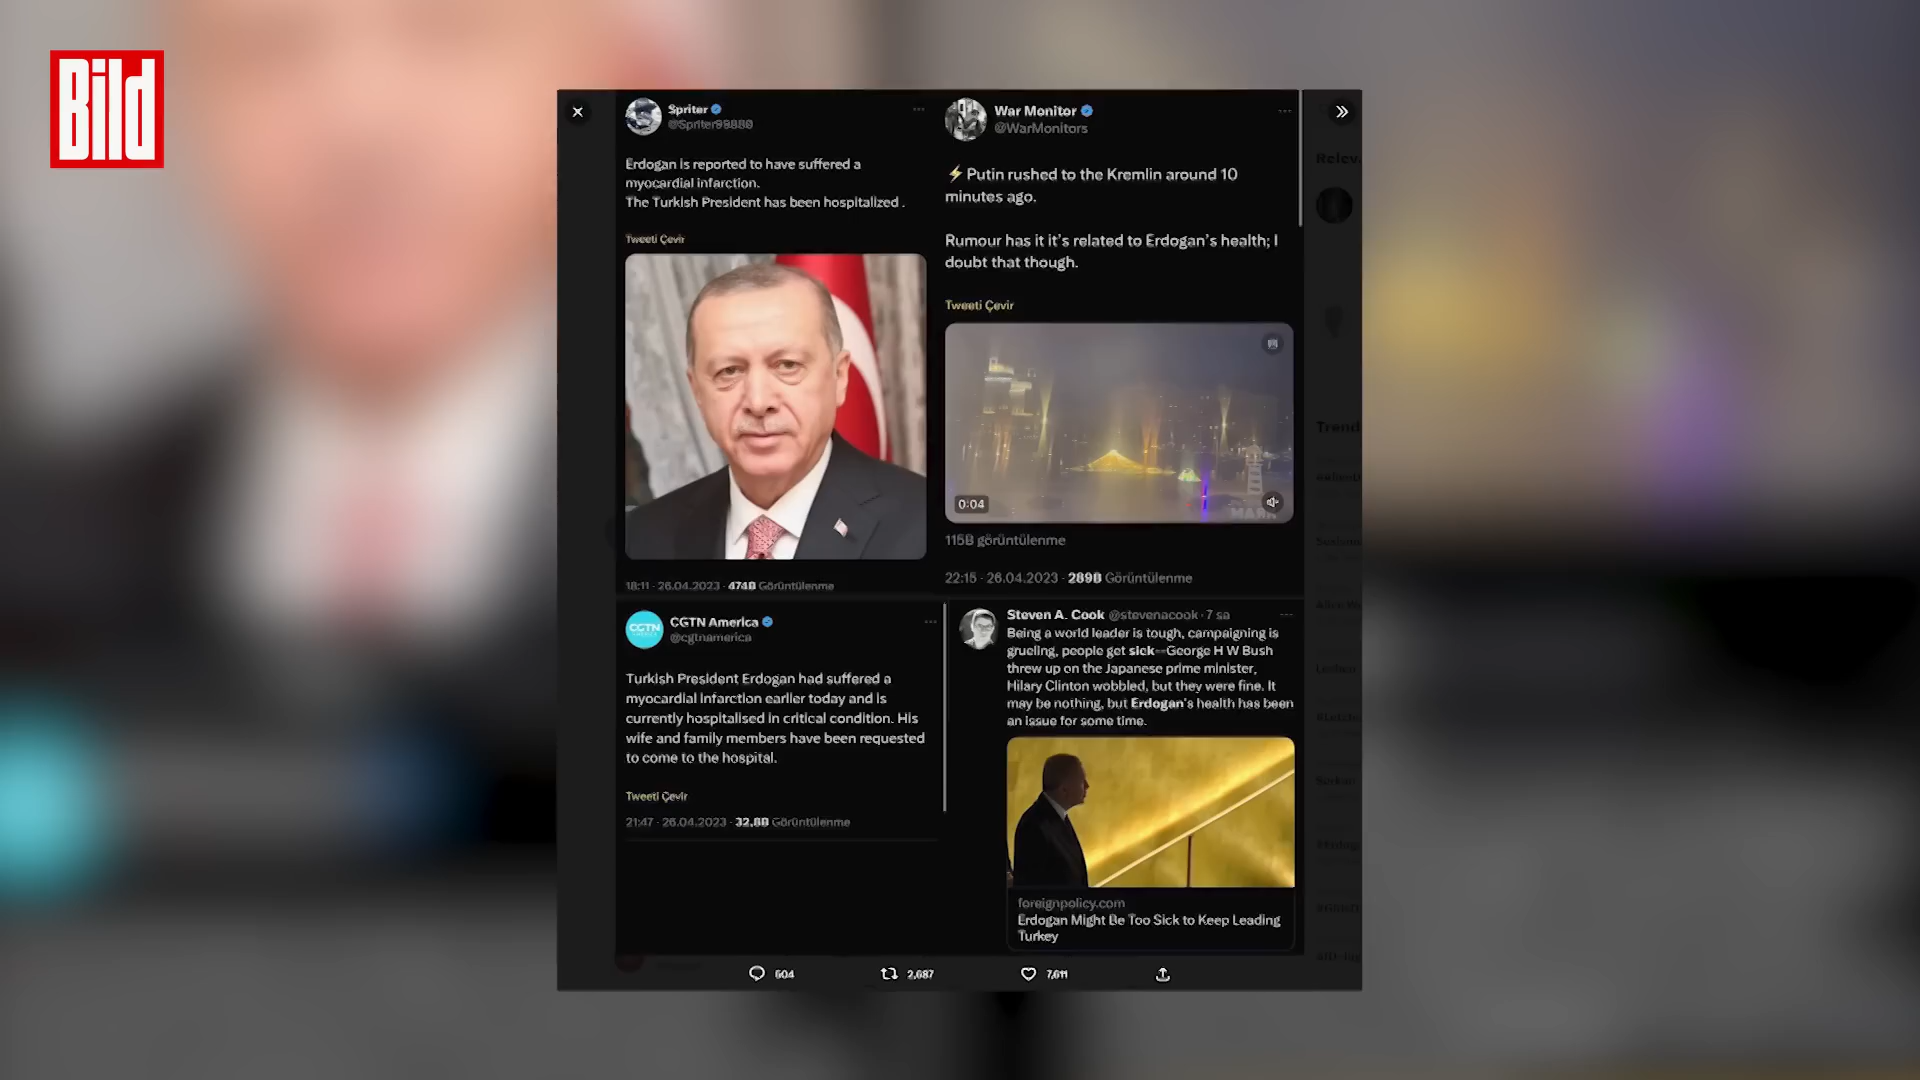 Bild
Spriter
@Spriter99880
Erdogan is reported to have suffered a
myocardial infarction.
The Turkish President has been hospitalized .
Tweeti Çevir
18:11 · 26.04.2023 · 474B Görüntülenme
War Monitor
@WarMonitors
⚡Putin rushed to the Kremlin around 10
minutes ago.
Rumour has it it's related to Erdogan's health; I
doubt that though.
Tweeti Çevir
0:04
МАЯК
115B görüntülenme
22:15 · 26.04.2023 · 289B Görüntülenme
CGTN
AMERICA
CGTN America
@cgtnamerica
Turkish President Erdogan had suffered a
myocardial infarction earlier today and is
currently hospitalised in critical condition. His
wife and family members have been requested
to come to the hospital.
Tweeti Çevir
21:47 · 26.04.2023 · 32,8B Görüntülenme
Steven A. Cook @stevenacook · 7 sa
Being a world leader is tough, campaigning is
grueling, people get sick--George H W Bush
threw up on the Japanese prime minister,
Hilary Clinton wobbled, but they were fine. It
may be nothing, but Erdogan's health has been
an issue for some time.
foreignpolicy.com
Erdogan Might Be Too Sick to Keep Leading
Turkey
Relev
Trend
504
2,687
7,611